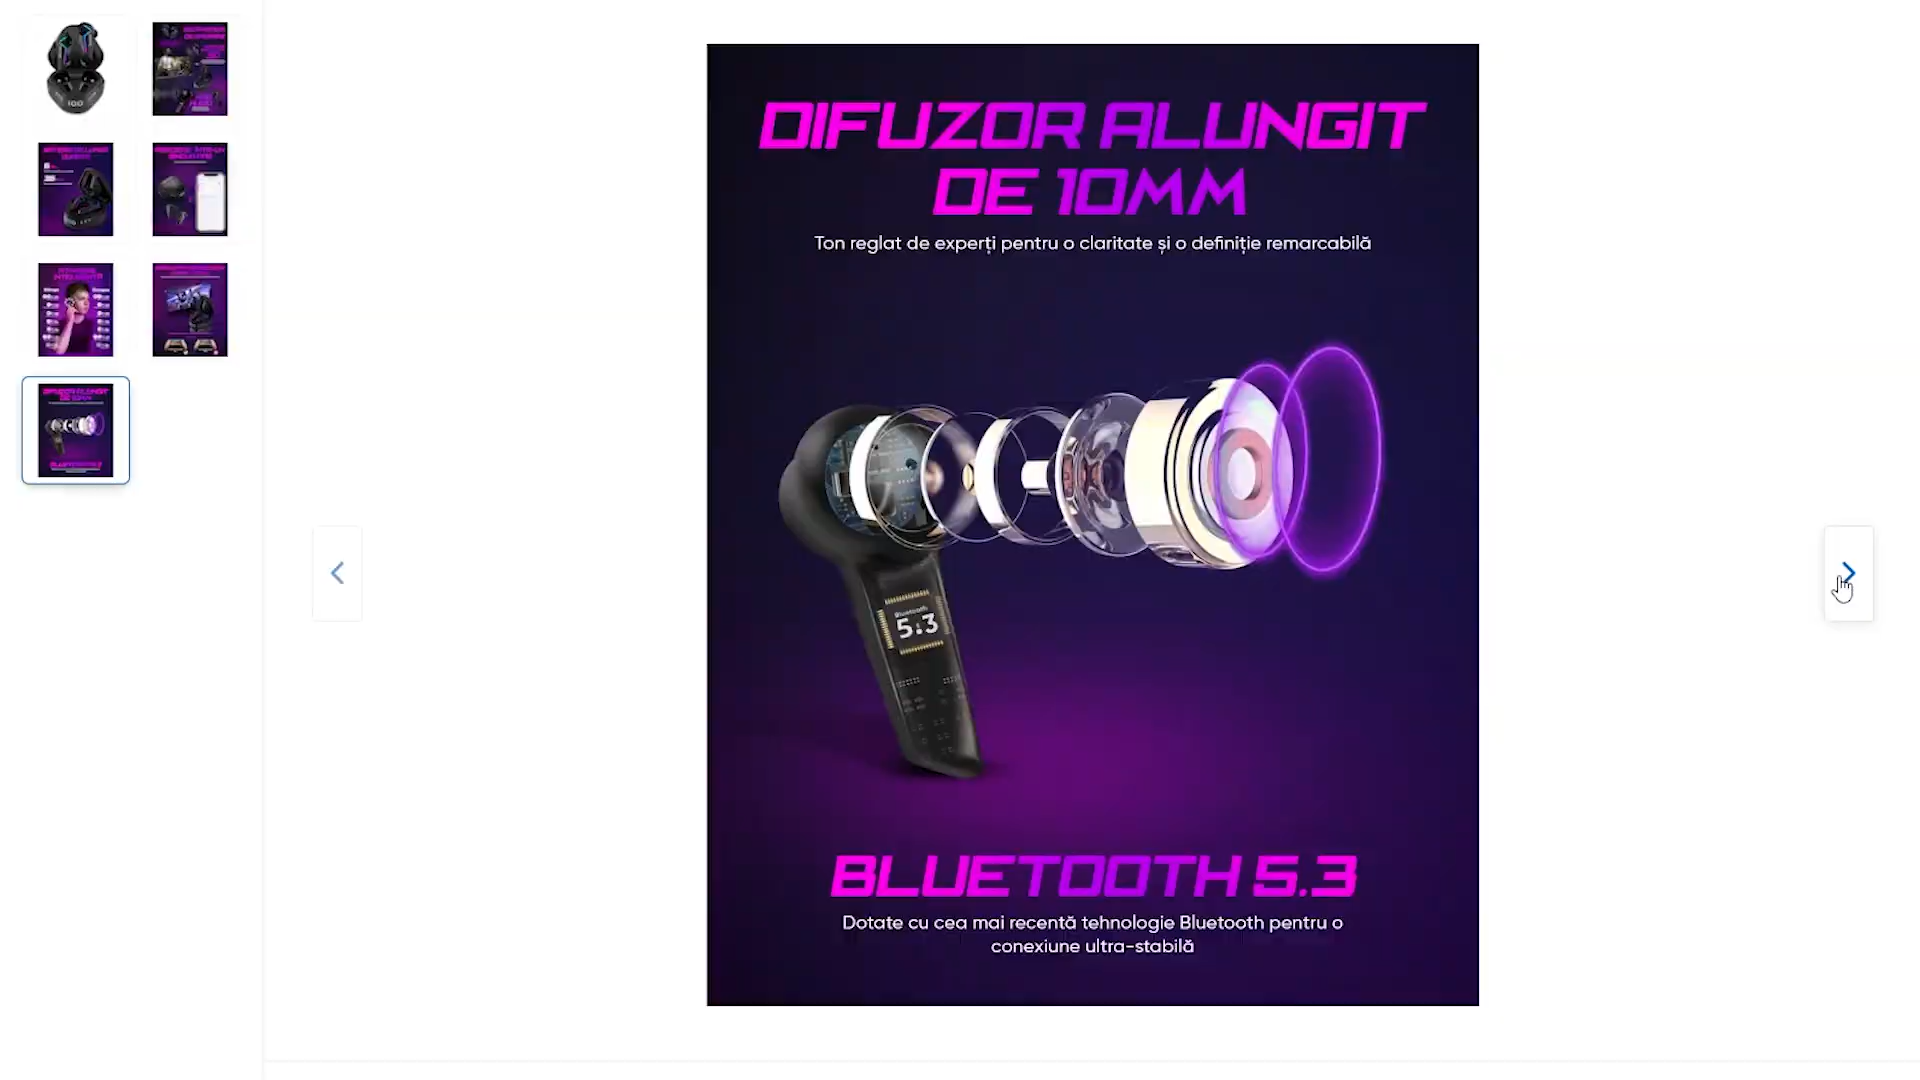 DIFUZOR ALUNGIT
DE 10MM
Ton reglat de experți pentru o claritate și o definiție remarcabilă
Bluetooth
5.3
BLUETOOTH 5.3
Dotate cu cea mai recentă tehnologie Bluetooth pentru o
conexiune ultra-stabilă